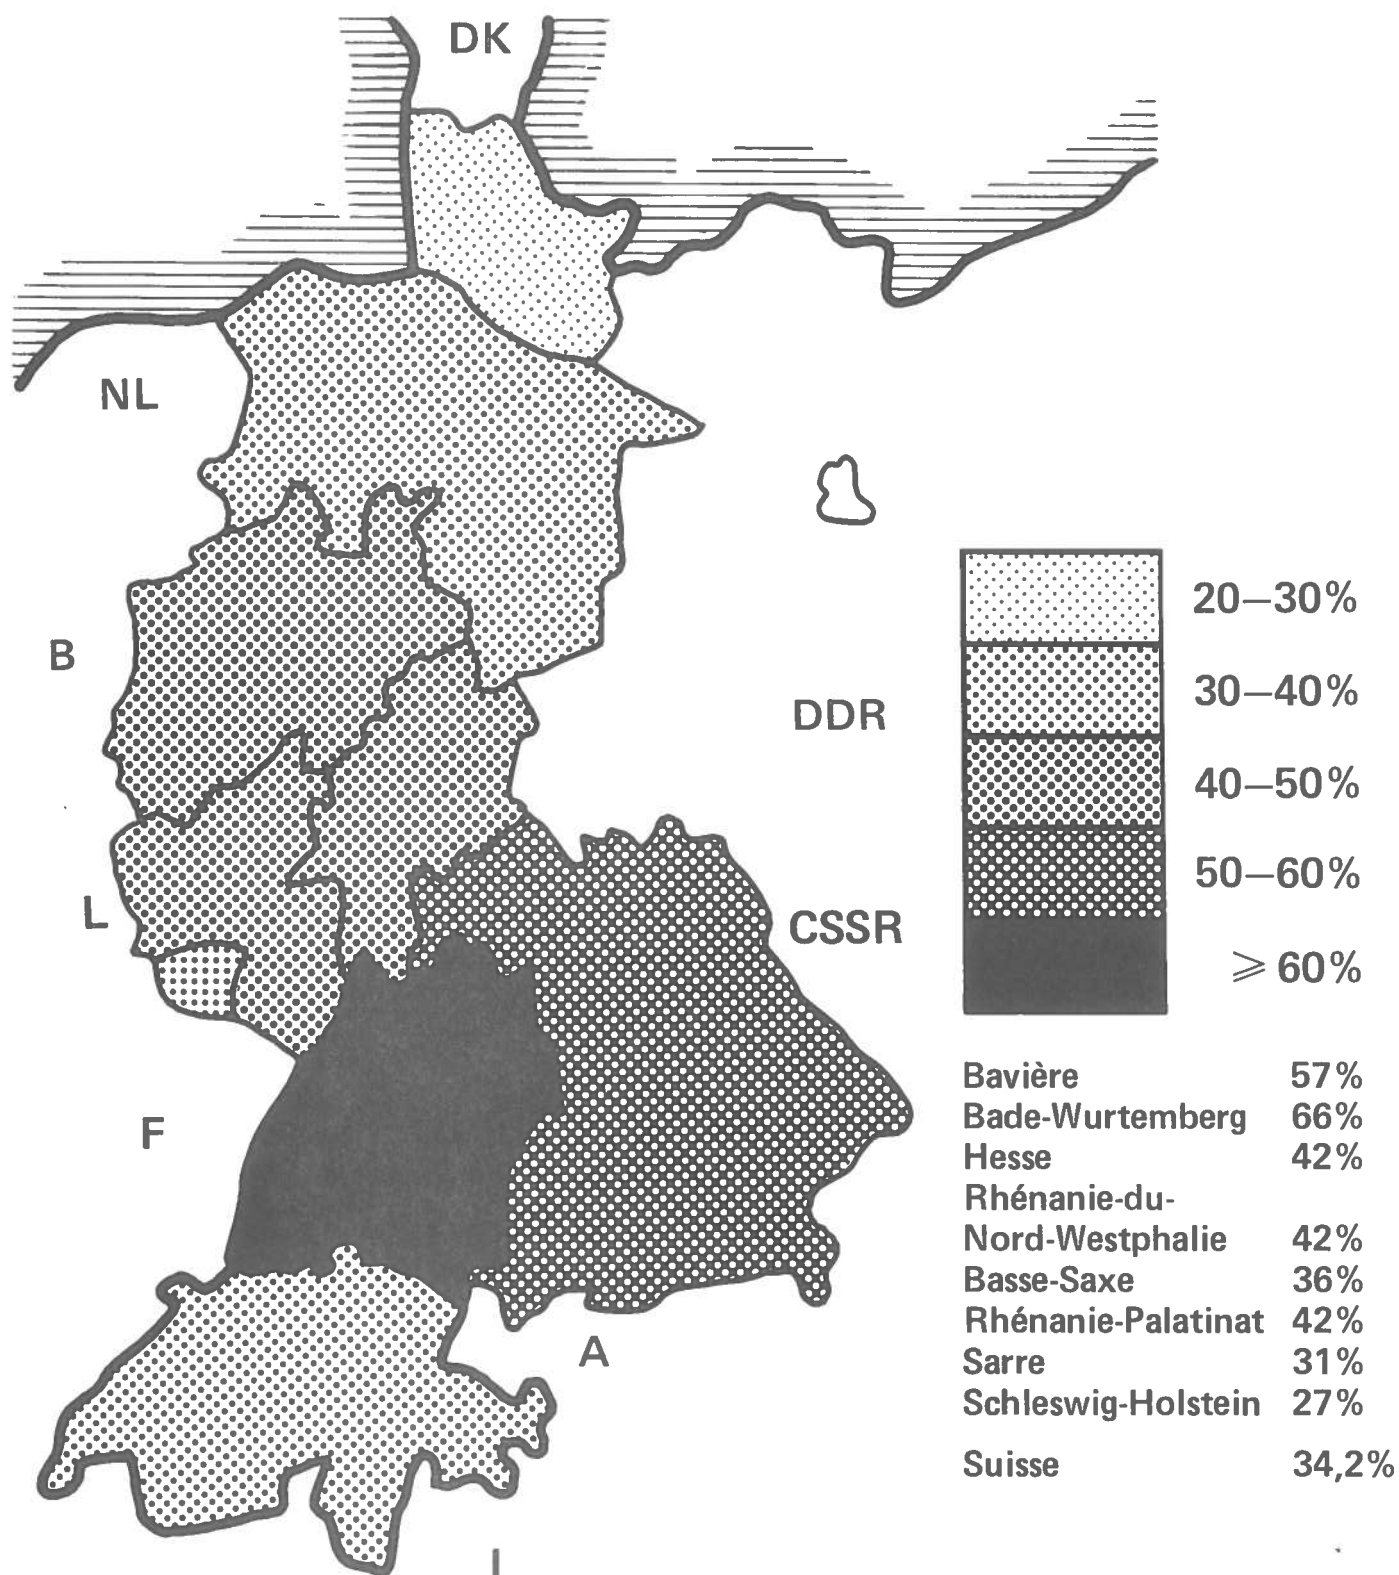 DK
NL
B
DDR
L
CSSR
F
A
I
20—30%
30—40%
40—50%
50—60%
⩾ 60%
Bavière 57%
Bade-Wurtemberg 66%
Hesse 42%
Rhénanie-du-
Nord-Westphalie 42%
Basse-Saxe 36%
Rhénanie-Palatinat 42%
Sarre 31%
Schleswig-Holstein 27%
Suisse 34,2%